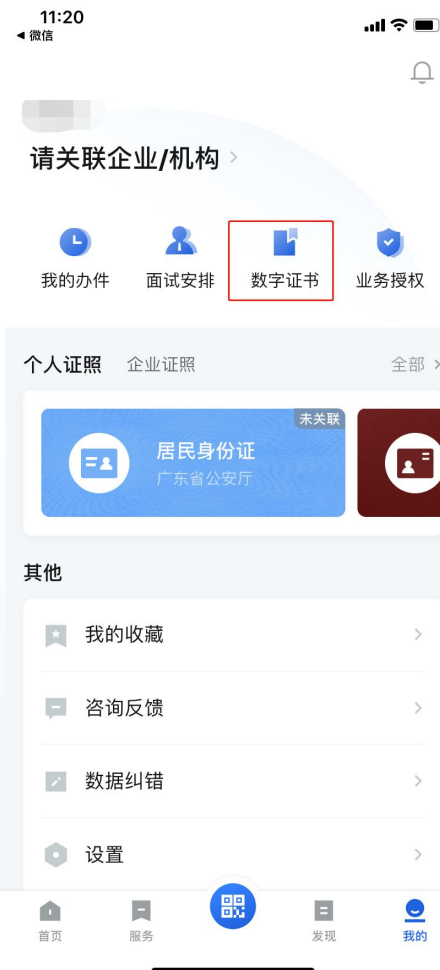 11:20
微信
请关联企业/机构
我的办件 面试安排 数字证书 业务授权
个人证照 企业证照 全部
未关联
居民身份证
广东省公安厅
其他
我的收藏
咨询反馈
数据纠错
设置
首页 服务 发现 我的